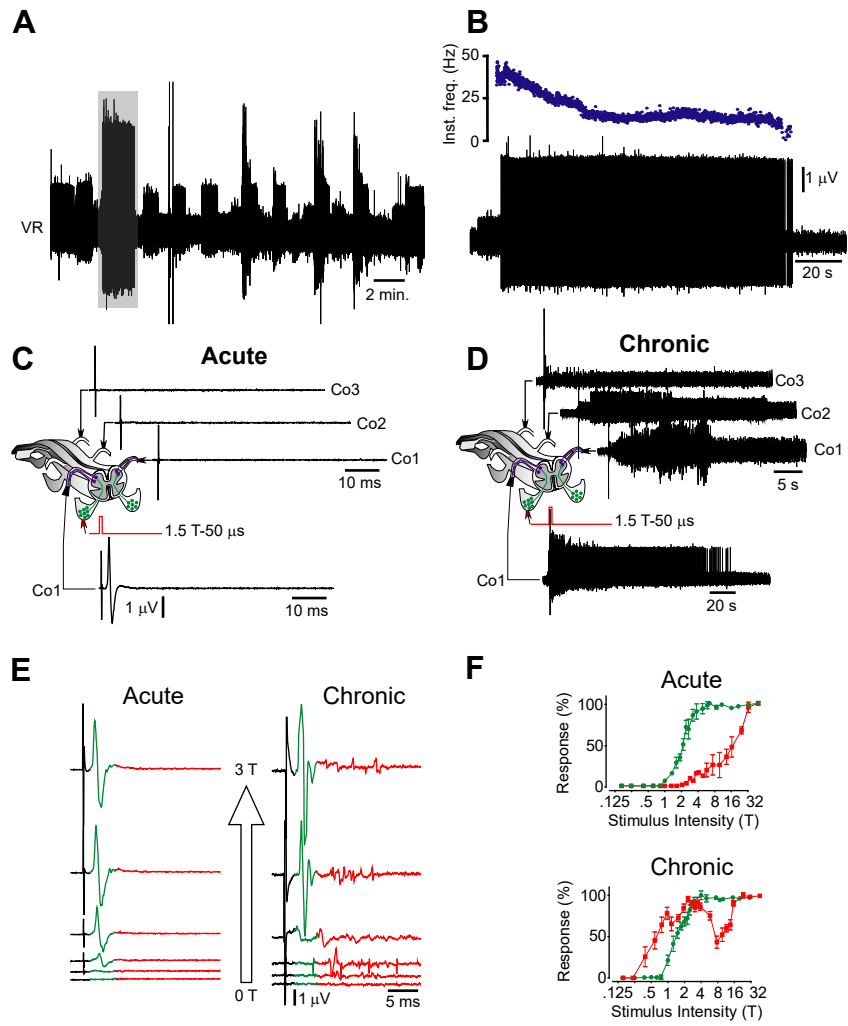 A
VR
2 min.
B
Inst. freq. (Hz)
50
25
0
1 μV
20 s
C
Acute
Co3
Co2
Co1
10 ms
1.5 T-50 μs
Co1
1 μV
10 ms
D
Chronic
Co3
Co2
Co1
5 s
1.5 T-50 μs
Co1
20 s
E
Acute
Chronic
3 T
0 T
1 μV
5 ms
F
Acute
Response (%)
100
50
0
.125 .5 1 2 4 8 16 32
Stimulus Intensity (T)
Chronic
Response (%)
100
50
0
.125 .5 1 2 4 8 16 32
Stimulus Intensity (T)